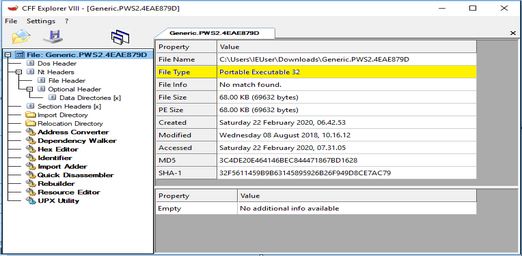 CFF Explorer VIII - [Generic.PWS2.4EAE879D]
File Settings ?
Generic.PWS2.4EAE879D
File: Generic.PWS2.4EAE879D
Dos Header
Nt Headers
File Header
Optional Header
Data Directories [x]
Section Headers [x]
Import Directory
Relocation Directory
Address Converter
Dependency Walker
Hex Editor
Identifier
Import Adder
Quick Disassembler
Rebuilder
Resource Editor
UPX Utility
Property Value
File Name C:\Users\IEUser\Downloads\Generic.PWS2.4EAE879D
File Type Portable Executable 32
File Info No match found.
File Size 68.00 KB (69632 bytes)
PE Size 68.00 KB (69632 bytes)
Created Saturday 22 February 2020, 06.42.53
Modified Wednesday 08 August 2018, 10.16.12
Accessed Saturday 22 February 2020, 07.31.05
MD5 3C4DE20E464146BEC844471867BD1628
SHA-1 32F5611459B9B63145895926B26F949D8CE7AC79
Property Value
Empty No additional info available